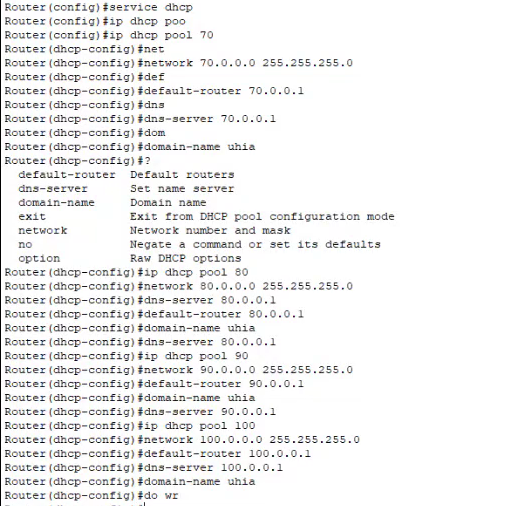 Router(config)#service dhcp
Router(config)#ip dhcp poo
Router(config)#ip dhcp pool 70
Router(dhcp-config)#net
Router(dhcp-config)#network 70.0.0.0 255.255.255.0
Router(dhcp-config)#def
Router(dhcp-config)#default-router 70.0.0.1
Router(dhcp-config)#dns
Router(dhcp-config)#dns-server 70.0.0.1
Router(dhcp-config)#dom
Router(dhcp-config)#domain-name uhia
Router(dhcp-config)#?
default-router Default routers
dns-server Set name server
domain-name Domain name
exit Exit from DHCP pool configuration mode
network Network number and mask
no Negate a command or set its defaults
option Raw DHCP options
Router(dhcp-config)#ip dhcp pool 80
Router(dhcp-config)#network 80.0.0.0 255.255.255.0
Router(dhcp-config)#dns-server 80.0.0.1
Router(dhcp-config)#default-router 80.0.0.1
Router(dhcp-config)#domain-name uhia
Router(dhcp-config)#dns-server 80.0.0.1
Router(dhcp-config)#ip dhcp pool 90
Router(dhcp-config)#network 90.0.0.0 255.255.255.0
Router(dhcp-config)#default-router 90.0.0.1
Router(dhcp-config)#domain-name uhia
Router(dhcp-config)#dns-server 90.0.0.1
Router(dhcp-config)#ip dhcp pool 100
Router(dhcp-config)#network 100.0.0.0 255.255.255.0
Router(dhcp-config)#default-router 100.0.0.1
Router(dhcp-config)#dns-server 100.0.0.1
Router(dhcp-config)#domain-name uhia
Router(dhcp-config)#do wr